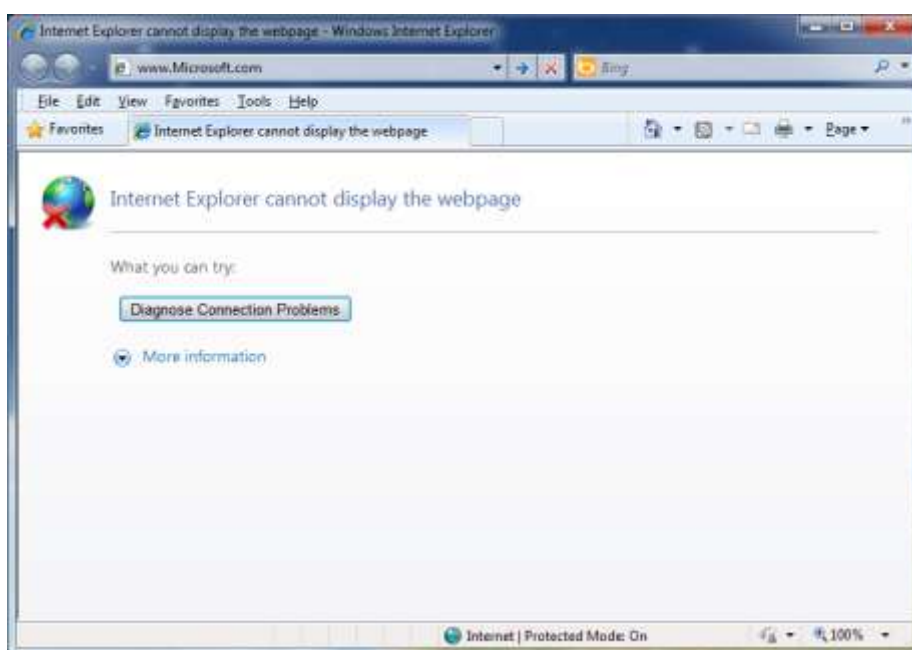 Internet Explorer cannot display the webpage - Windows Internet Explorer
www.Microsoft.com Bing
File Edit View Favorites Tools Help
Favorites Internet Explorer cannot display the webpage Page
Internet Explorer cannot display the webpage
What you can try:
Diagnose Connection Problems
More information
Internet | Protected Mode: On 100%